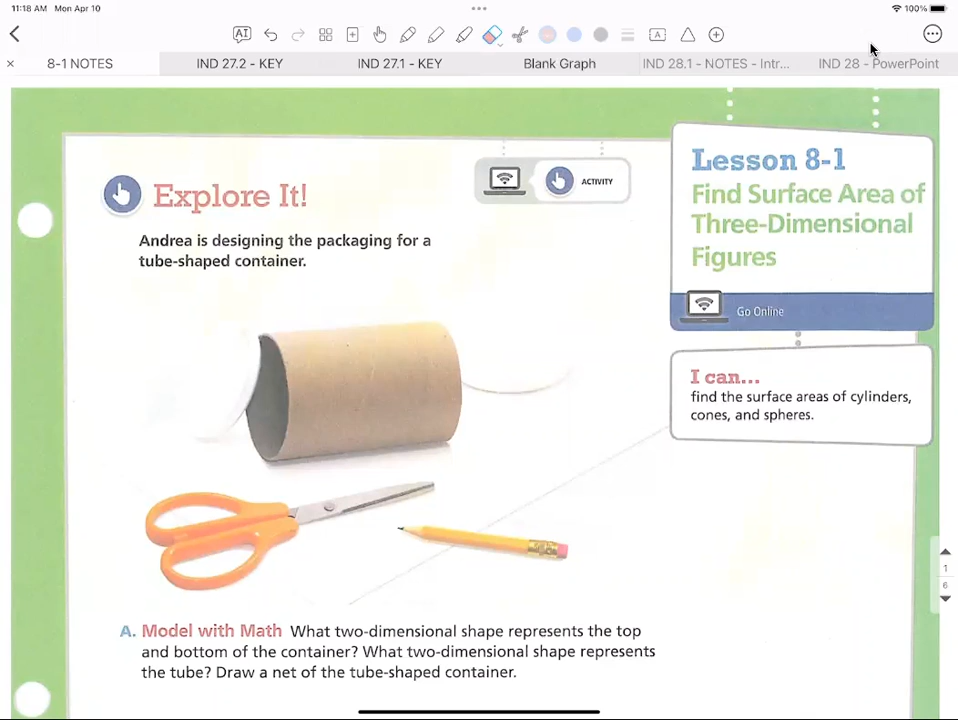 11:18 AM Mon Apr 10
100%
AI
A
8-1 NOTES
IND 27.2 - KEY
IND 27.1 - KEY
Blank Graph
IND 28.1 - NOTES - Intr...
IND 28 - PowerPoint
Explore It!
ACTIVITY
Andrea is designing the packaging for a
tube-shaped container.
Lesson 8-1
Find Surface Area of
Three-Dimensional
Figures
Go Online
I can...
find the surface areas of cylinders,
cones, and spheres.
1
6
A. Model with Math What two-dimensional shape represents the top
and bottom of the container? What two-dimensional shape represents
the tube? Draw a net of the tube-shaped container.